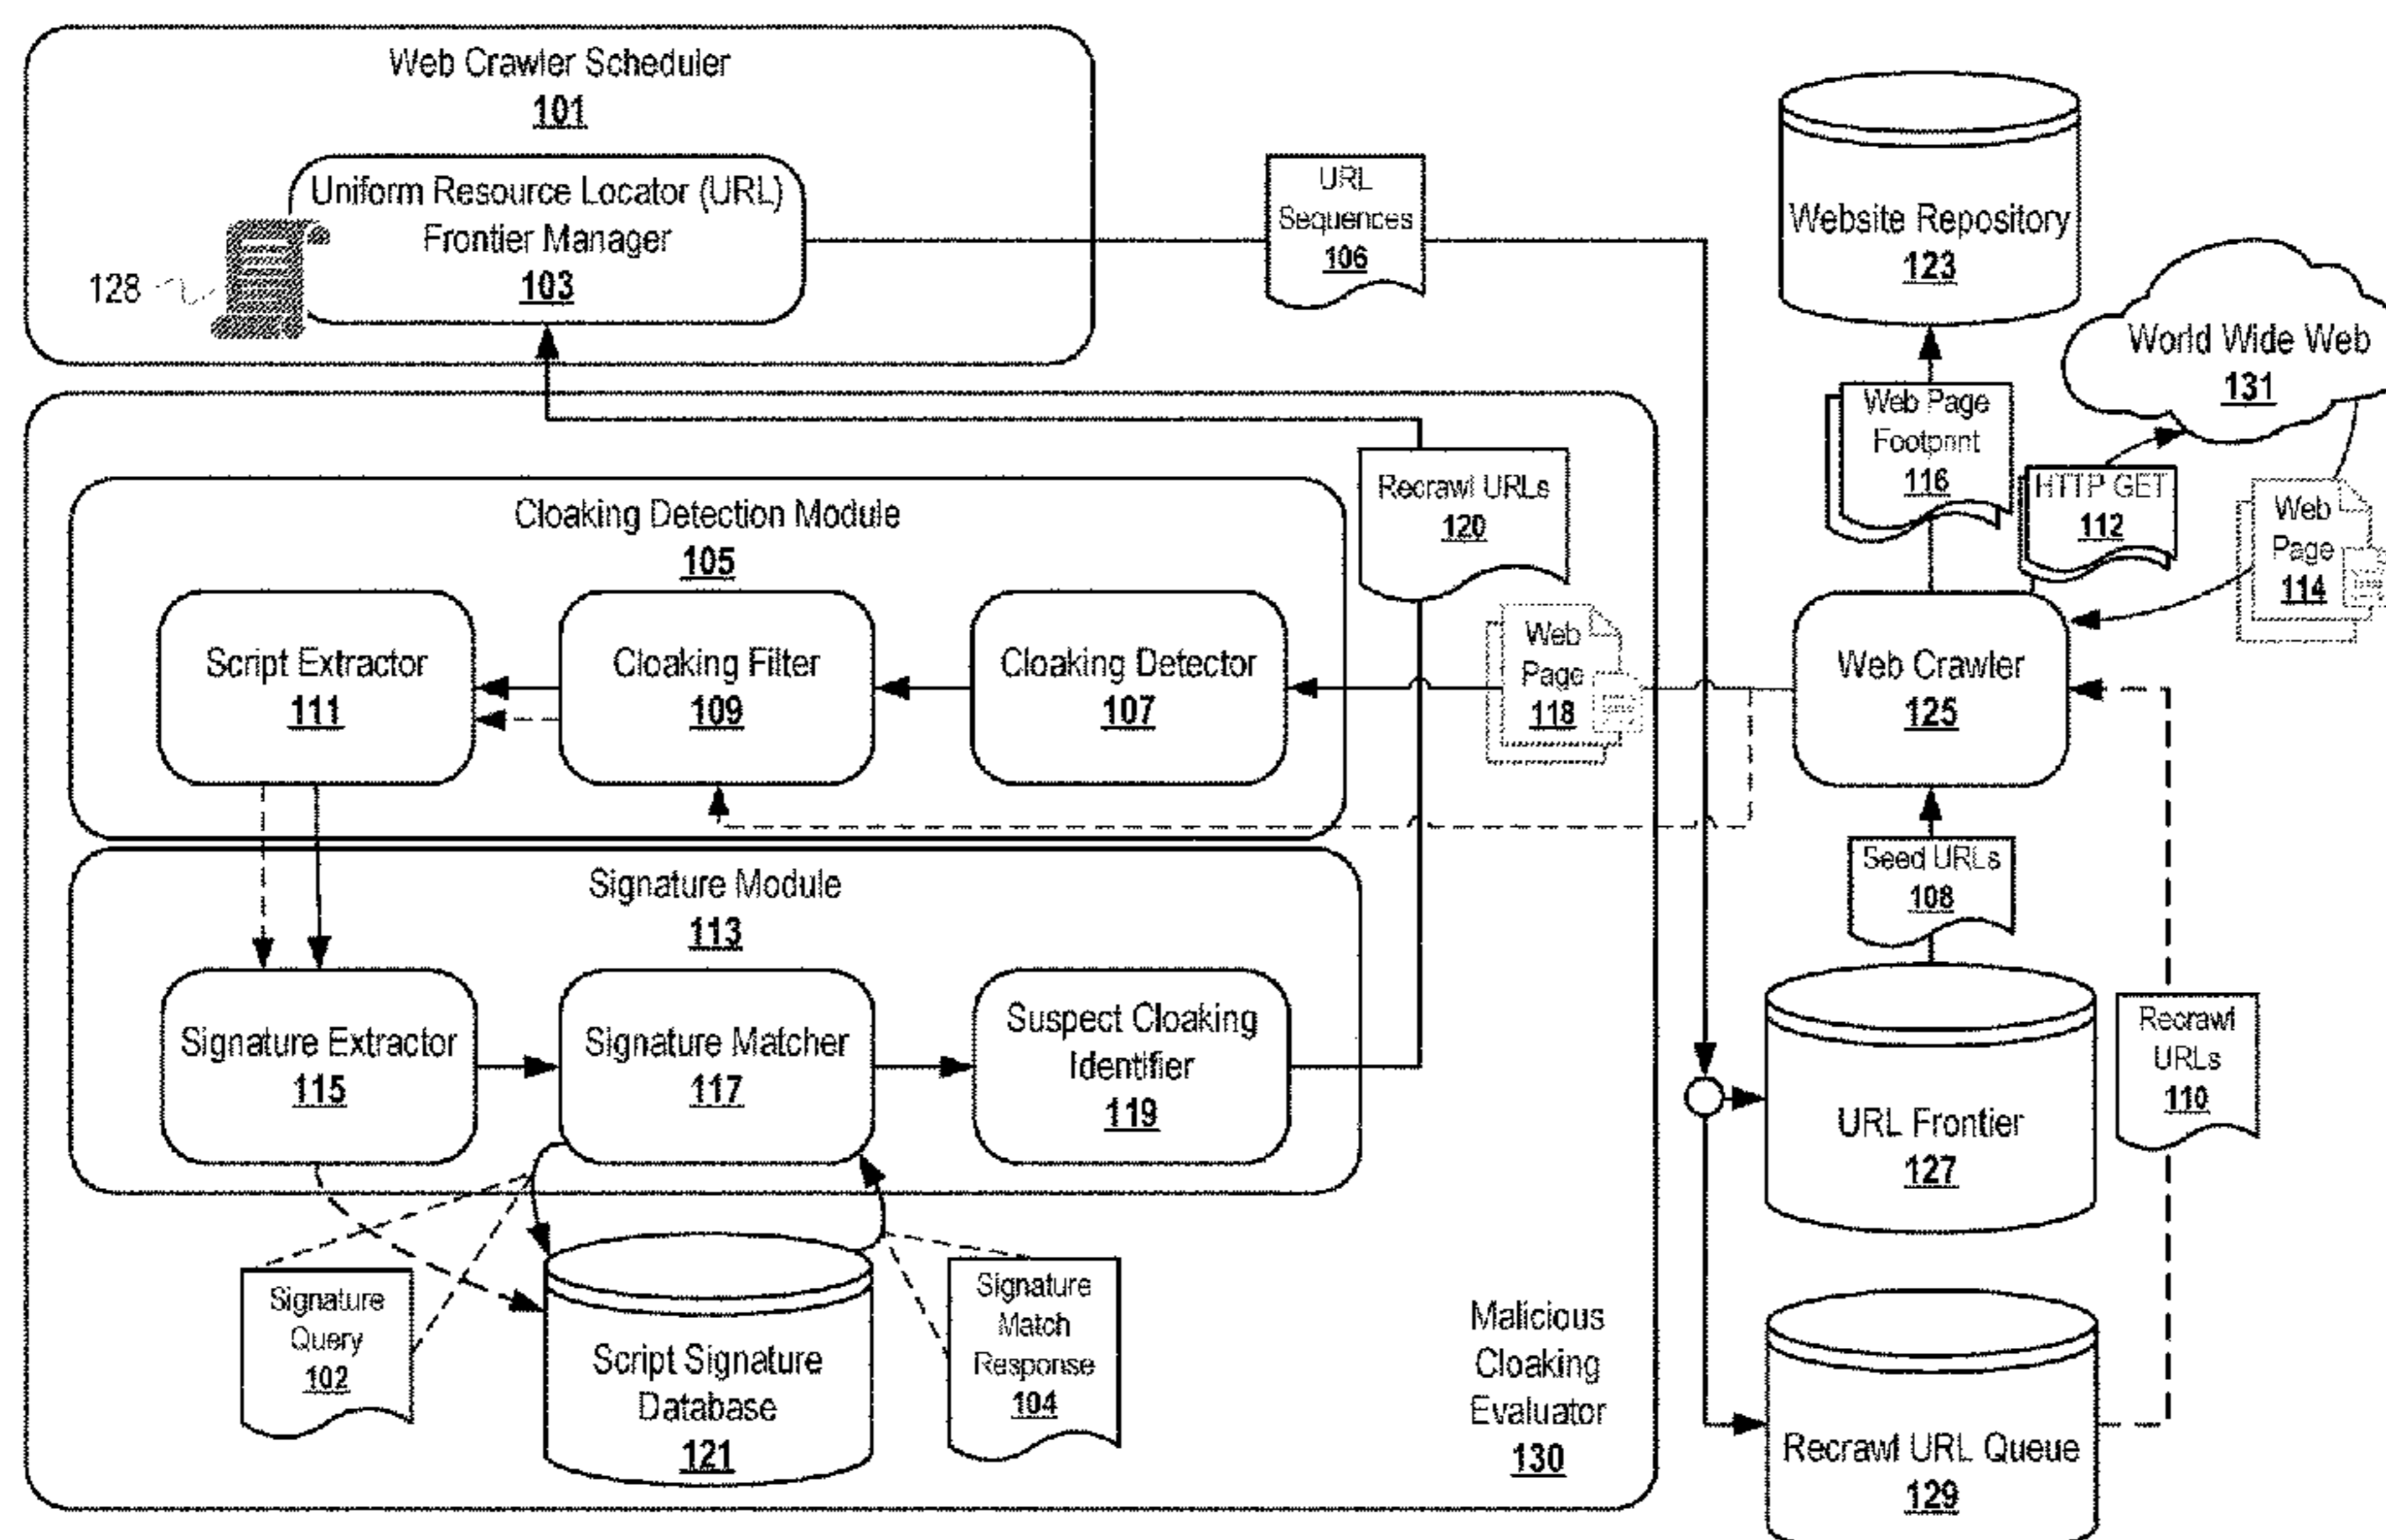 Web Crawler Scheduler
101
Uniform Resource Locator (URL)
Frontier Manager
103
128
URL
Sequences
106
Website Repository
123
World Wide Web
131
Web Page
Footprint
116
HTTP GET
112
Web
Page
114
Recrawl URLs
120
Cloaking Detection Module
105
Script Extractor
111
Cloaking Filter
109
Cloaking Detector
107
Web
Page
118
Web Crawler
125
Seed URLs
108
Signature Module
113
Signature Extractor
115
Signature Matcher
117
Suspect Cloaking
Identifier
119
URL Frontier
127
Recrawl
URLs
110
Signature
Query
102
Script Signature
Database
121
Signature
Match
Response
104
Malicious
Cloaking
Evaluator
130
Recrawl URL Queue
129